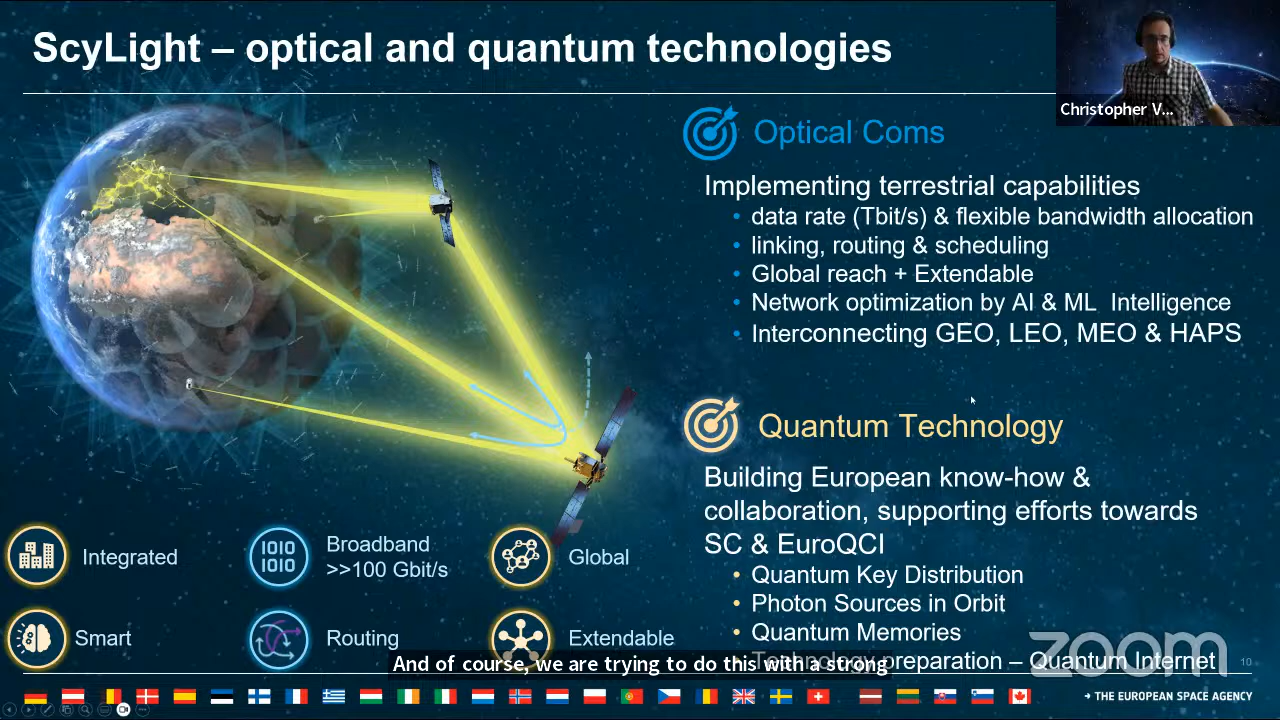 ScyLight – optical and quantum technologies
Christopher V...
Optical Coms
Implementing terrestrial capabilities
• data rate (Tbit/s) & flexible bandwidth allocation
• linking, routing & scheduling
• Global reach + Extendable
• Network optimization by AI & ML Intelligence
• Interconnecting GEO, LEO, MEO & HAPS
Quantum Technology
Building European know-how &
collaboration, supporting efforts towards
SC & EuroQCI
• Quantum Key Distribution
• Photon Sources in Orbit
• Quantum Memories
• Technology preparation – Quantum Internet
Integrated
1010
1010
Broadband
>>100 Gbit/s
Global
Smart
Routing
Extendable
And of course, we are trying to do this with a strong
zoom
10
→ THE EUROPEAN SPACE AGENCY